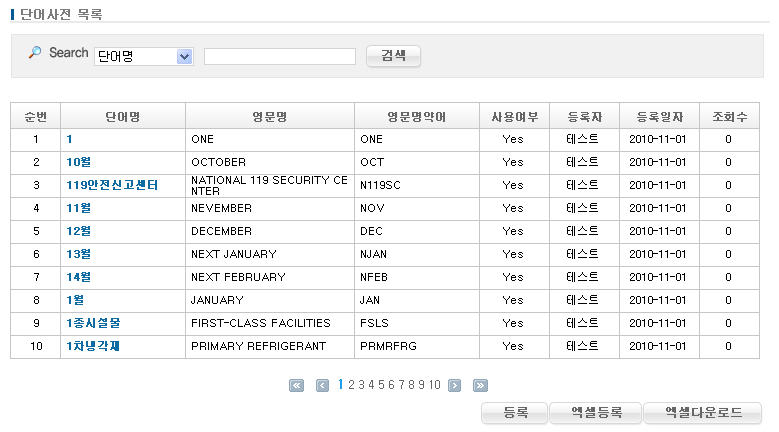 단어사전 목록
Search 단어명 검색
순번 단어명 영문명 영문명약어 사용여부 등록자 등록일자 조회수
1 1 ONE ONE Yes 테스트 2010-11-01 0
2 10월 OCTOBER OCT Yes 테스트 2010-11-01 0
3 119안전신고센터 NATIONAL 119 SECURITY CE N119SC Yes 테스트 2010-11-01 0
NTER
4 11월 NEVEMBER NOV Yes 테스트 2010-11-01 0
5 12월 DECEMBER DEC Yes 테스트 2010-11-01 0
6 13월 NEXT JANUARY NJAN Yes 테스트 2010-11-01 0
7 14월 NEXT FEBRUARY NFEB Yes 테스트 2010-11-01 0
8 1월 JANUARY JAN Yes 테스트 2010-11-01 0
9 1종시설물 FIRST-CLASS FACILITIES FSLS Yes 테스트 2010-11-01 0
10 1차냉각재 PRIMARY REFRIGERANT PRMRFRG Yes 테스트 2010-11-01 0
1 2 3 4 5 6 7 8 9 10
등록 엑셀등록 엑셀다운로드